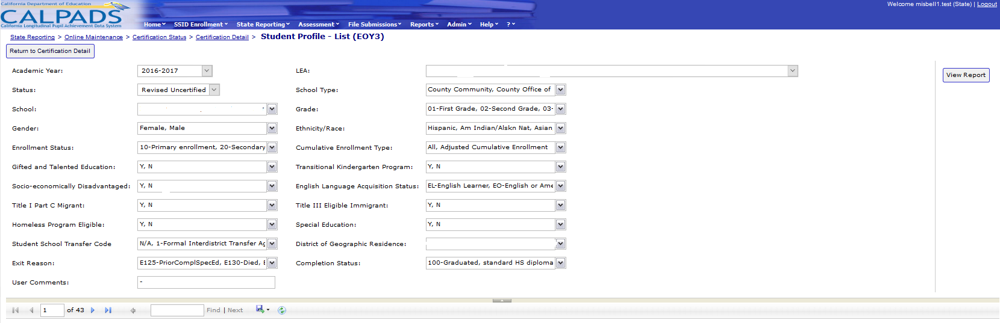 California Department of Education
CALPADS
California Longitudinal Pupil Achievement Data System
Welcome misbell1.test (State) | Logout
Home SSID Enrollment State Reporting Assessment File Submissions Reports Admin Help ?
State Reporting > Online Maintenance > Certification Status > Certification Detail > Student Profile - List (EOY3)
Return to Certification Detail
Academic Year: 2016-2017 LEA:
View Report
Status: Revised Uncertified School Type: County Community, County Office of
School: Grade: 01-First Grade, 02-Second Grade, 03-
Gender: Female, Male Ethnicity/Race: Hispanic, Am Indian/Alskn Nat, Asian
Enrollment Status: 10-Primary enrollment, 20-Secondary Cumulative Enrollment Type: All, Adjusted Cumulative Enrollment
Gifted and Talented Education: Y, N Transitional Kindergarten Program: Y, N
Socio-economically Disadvantaged: Y, N English Language Acquisition Status: EL-English Learner, EO-English or Ame
Title I Part C Migrant: Y, N Title III Eligible Immigrant: Y, N
Homeless Program Eligible: Y, N Special Education: Y, N
Student School Transfer Code N/A, 1-Formal Interdistrict Transfer Ag District of Geographic Residence:
Exit Reason: E125-PriorComplSpecEd, E130-Died, E Completion Status: 100-Graduated, standard HS diploma
User Comments: -
1 of 43 Find | Next